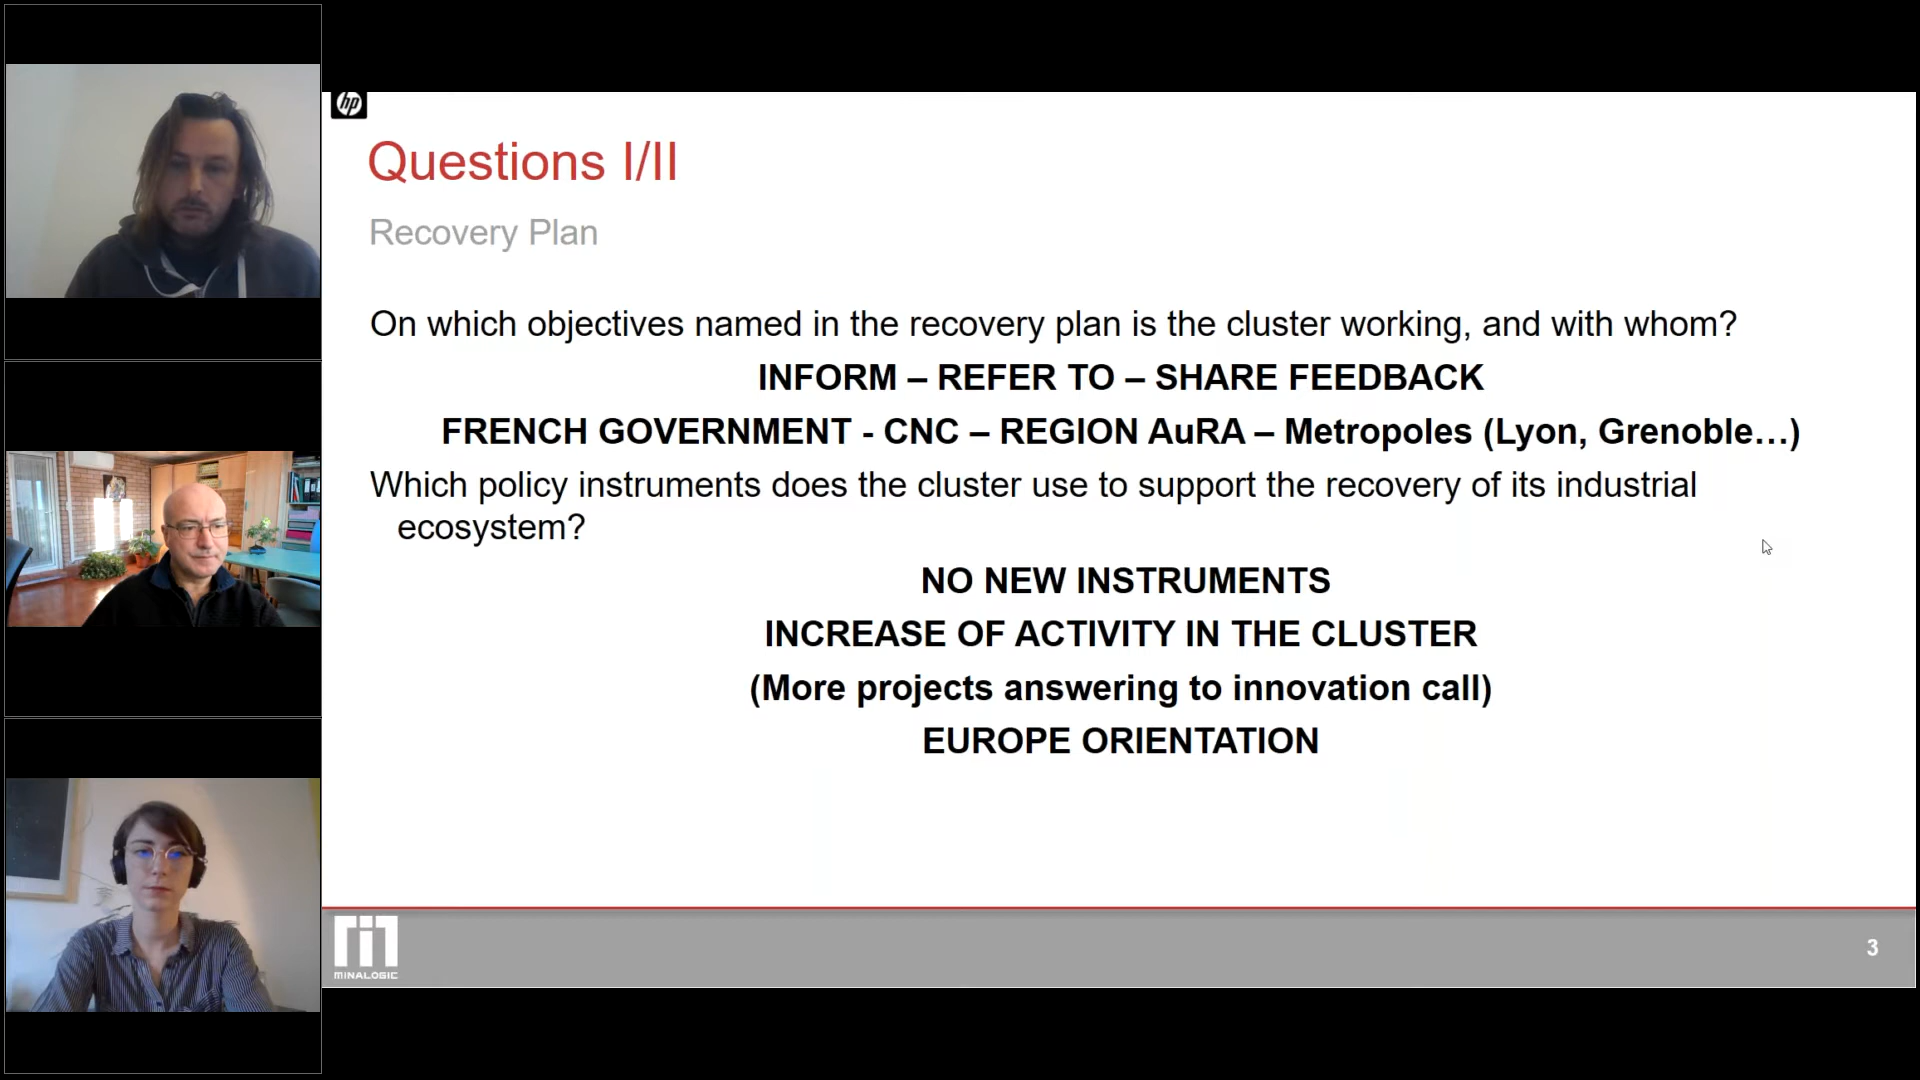 hp
Questions I/II
Recovery Plan
On which objectives named in the recovery plan is the cluster working, and with whom?
INFORM – REFER TO – SHARE FEEDBACK
FRENCH GOVERNMENT - CNC – REGION AuRA – Metropoles (Lyon, Grenoble…)
Which policy instruments does the cluster use to support the recovery of its industrial
ecosystem?
NO NEW INSTRUMENTS
INCREASE OF ACTIVITY IN THE CLUSTER
(More projects answering to innovation call)
EUROPE ORIENTATION
MINALOGIC
3